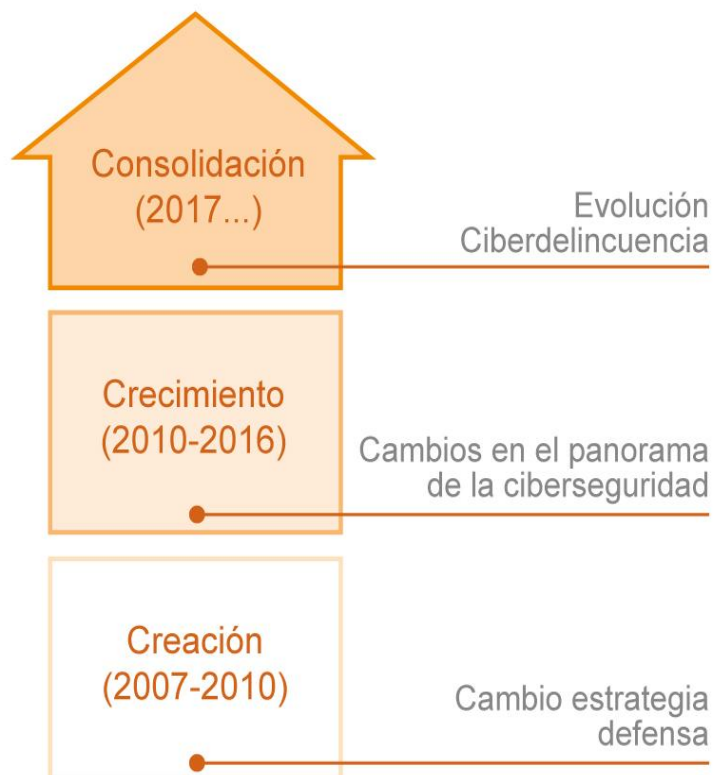 Consolidación
(2017...)
Evolución
Ciberdelincuencia
Crecimiento
(2010-2016)
Cambios en el panorama
de la ciberseguridad
Creación
(2007-2010)
Cambio estrategia
defensa